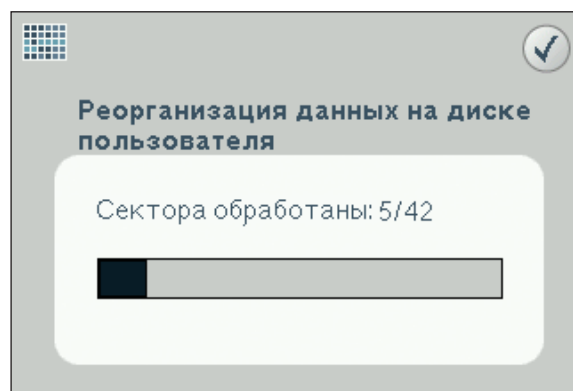 Реорганизация данных на диске
пользователя
Сектора обработаны: 5/42